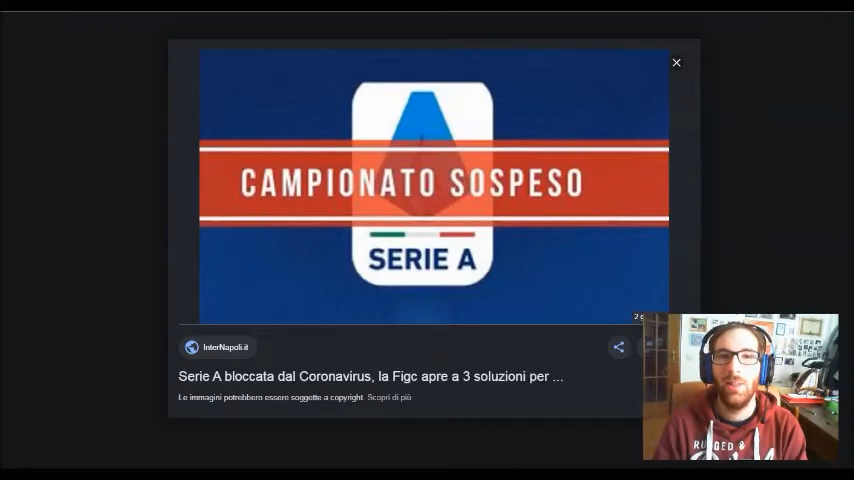 CAMPIONATO SOSPESO
SERIE A
InterNapoli.it
Serie A bloccata dal Coronavirus, la Figc apre a 3 soluzioni per ...
Le immagini potrebbero essere soggette a copyright. Scopri di più